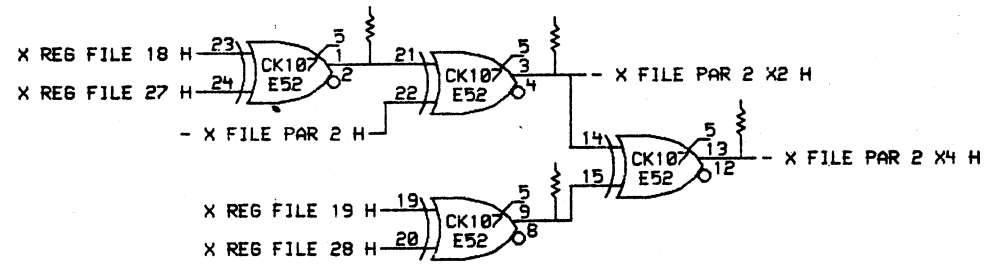 X REG FILE 18 H 23 5 1 2
CK10 E52
X REG FILE 27 H 24
21 5 3 4 - X FILE PAR 2 X2 H
CK10 E52
22
- X FILE PAR 2 H
14 5 13 12 - X FILE PAR 2 X4 H
CK10 E52
15
X REG FILE 19 H 19 5 9 8
CK10 E52
X REG FILE 28 H 20